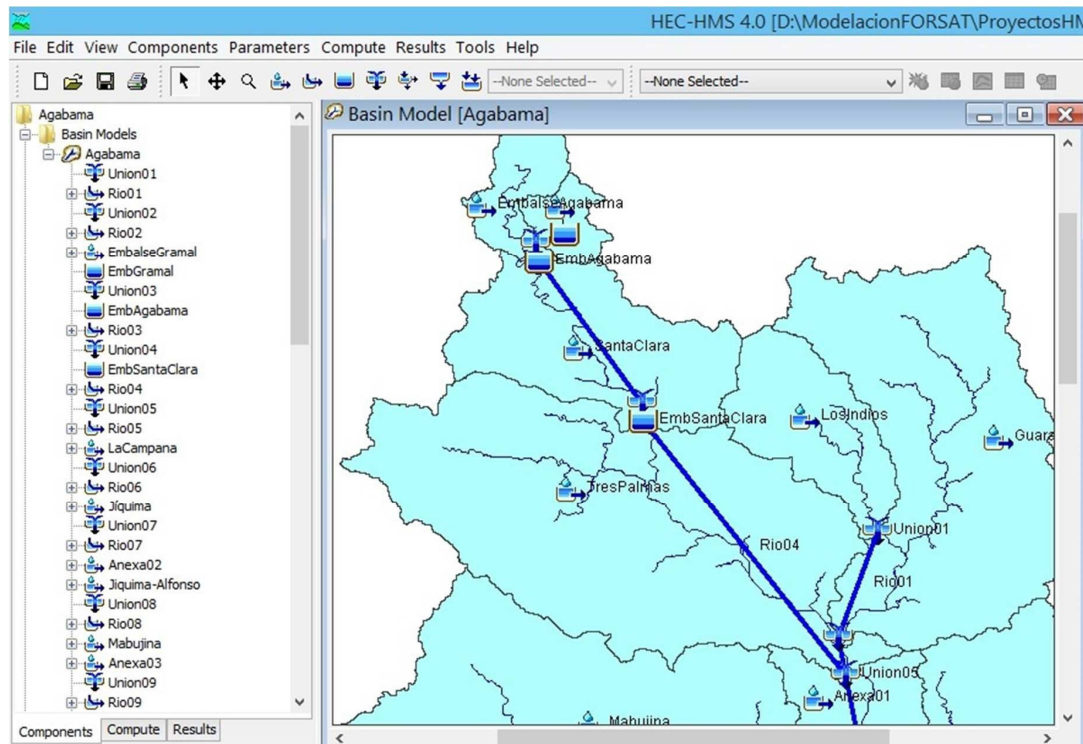 HEC-HMS 4.0 [D:\ModelacionFORSAT\ProyectosHM
File Edit View Components Parameters Compute Results Tools Help
--None Selected-- --None Selected--
Agabama
Basin Models
Agabama
Union01
Rio01
Union02
Rio02
EmbalseGramal
EmbGramal
Union03
EmbAgabama
Rio03
Union04
EmbSantaClara
Rio04
Union05
Rio05
LaCampana
Union06
Rio06
Jíquima
Union07
Rio07
Anexa02
Jiquima-Alfonso
Union08
Rio08
Mabujina
Anexa03
Union09
Rio09
Components Compute Results
Basin Model [Agabama]
EmbalseAgabama
EmbAgabama
SantaClara
EmbSantaClara
LosIndios
Guara
TresPalmas
Union01
Rio04
Rio01
Union05
Anexa01
Mabujina